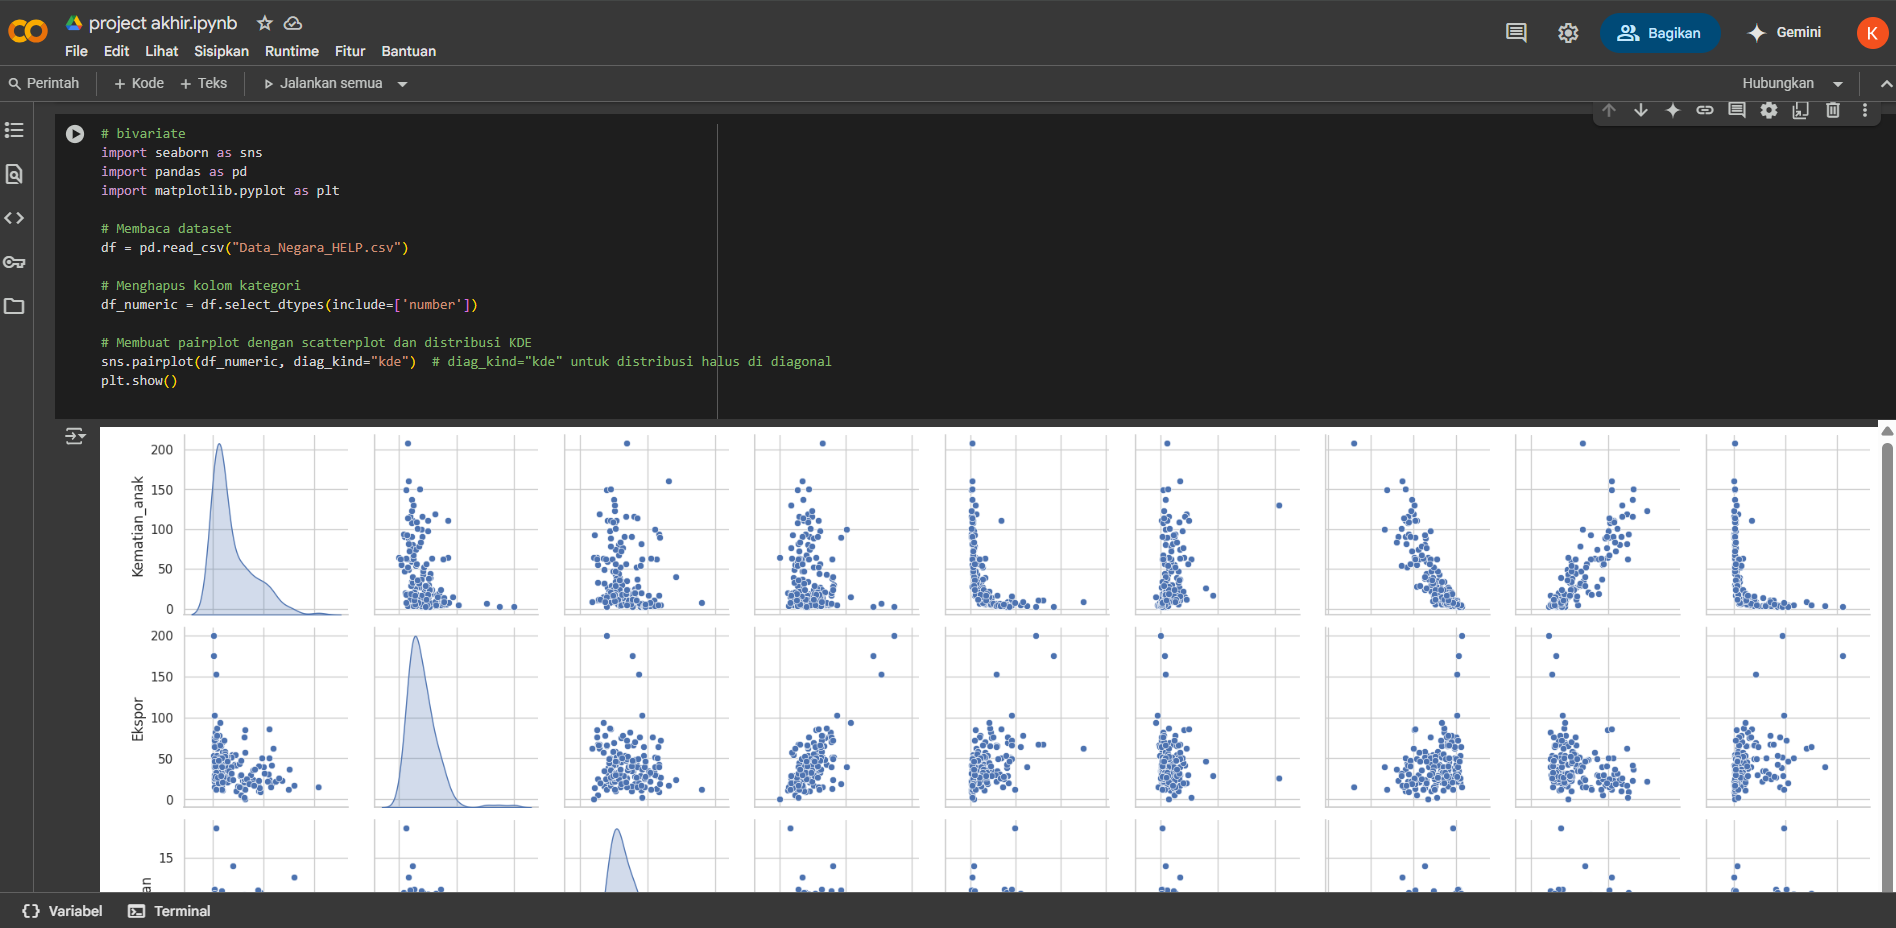 project akhir.ipynb
File Edit Lihat Sisipkan Runtime Fitur Bantuan
Bagikan
Gemini
K
Perintah + Kode + Teks Jalankan semua
Hubungkan
# bivariate
import seaborn as sns
import pandas as pd
import matplotlib.pyplot as plt
# Membaca dataset
df = pd.read_csv("Data_Negara_HELP.csv")
# Menghapus kolom kategori
df_numeric = df.select_dtypes(include=['number'])
# Membuat pairplot dengan scatterplot dan distribusi KDE
sns.pairplot(df_numeric, diag_kind="kde")  # diag_kind="kde" untuk distribusi halus di diagonal
plt.show()
200
150
100
50
0
Kematian_anak
200
150
100
50
0
Ekspor
15
an
Variabel
Terminal